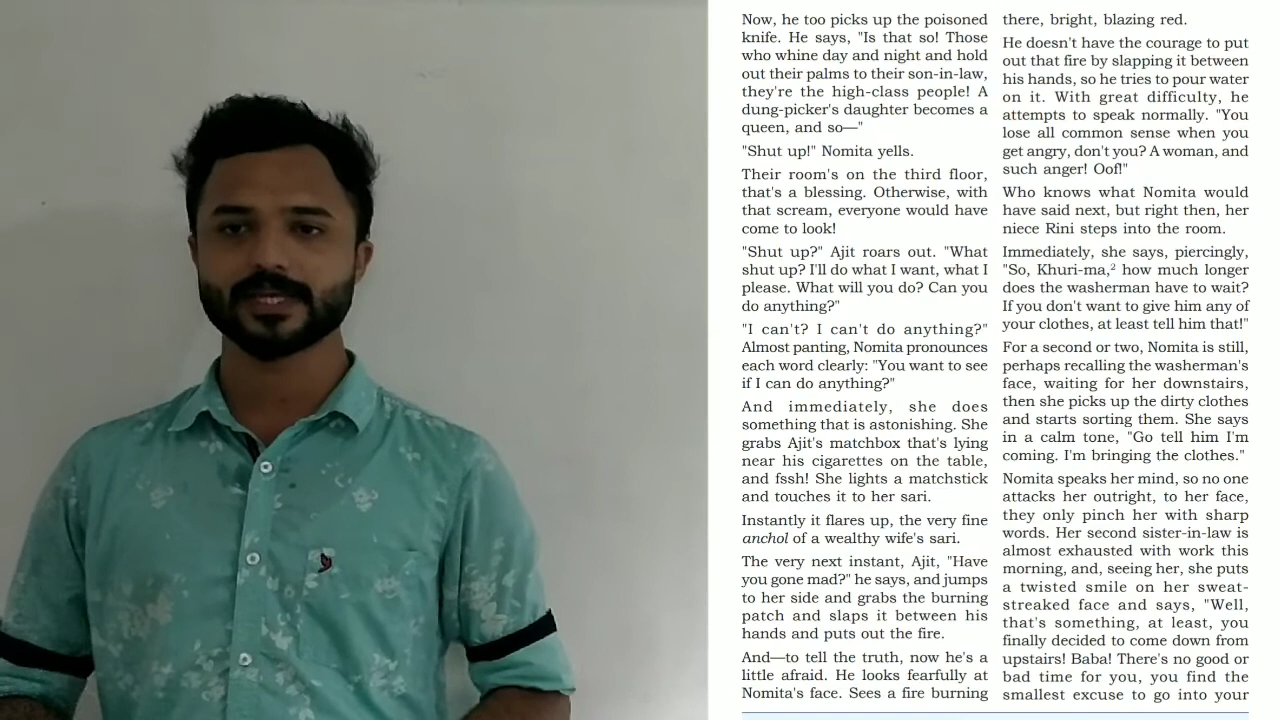 Now, he too picks up the poisoned
knife. He says, "Is that so! Those
who whine day and night and hold
out their palms to their son-in-law,
they're the high-class people! A
dung-picker's daughter becomes a
queen, and so—"
"Shut up!" Nomita yells.
Their room's on the third floor,
that's a blessing. Otherwise, with
that scream, everyone would have
come to look!
"Shut up?" Ajit roars out. "What
shut up? I'll do what I want, what I
please. What will you do? Can you
do anything?"
"I can't? I can't do anything?"
Almost panting, Nomita pronounces
each word clearly: "You want to see
if I can do anything?"
And immediately, she does
something that is astonishing. She
grabs Ajit's matchbox that's lying
near his cigarettes on the table,
and fssh! She lights a matchstick
and touches it to her sari.
Instantly it flares up, the very fine
anchol of a wealthy wife's sari.
The very next instant, Ajit, "Have
you gone mad?" he says, and jumps
to her side and grabs the burning
patch and slaps it between his
hands and puts out the fire.
And—to tell the truth, now he's a
little afraid. He looks fearfully at
Nomita's face. Sees a fire burning
there, bright, blazing red.
He doesn't have the courage to put
out that fire by slapping it between
his hands, so he tries to pour water
on it. With great difficulty, he
attempts to speak normally. "You
lose all common sense when you
get angry, don't you? A woman, and
such anger! Oof!"
Who knows what Nomita would
have said next, but right then, her
niece Rini steps into the room.
Immediately, she says, piercingly,
"So, Khuri-ma,² how much longer
does the washerman have to wait?
If you don't want to give him any of
your clothes, at least tell him that!"
For a second or two, Nomita is still,
perhaps recalling the washerman's
face, waiting for her downstairs,
then she picks up the dirty clothes
and starts sorting them. She says
in a calm tone, "Go tell him I'm
coming. I'm bringing the clothes."
Nomita speaks her mind, so no one
attacks her outright, to her face,
they only pinch her with sharp
words. Her second sister-in-law is
almost exhausted with work this
morning, and, seeing her, she puts
a twisted smile on her sweat-
streaked face and says, "Well,
that's something, at least, you
finally decided to come down from
upstairs! Baba! There's no good or
bad time for you, you find the
smallest excuse to go into your